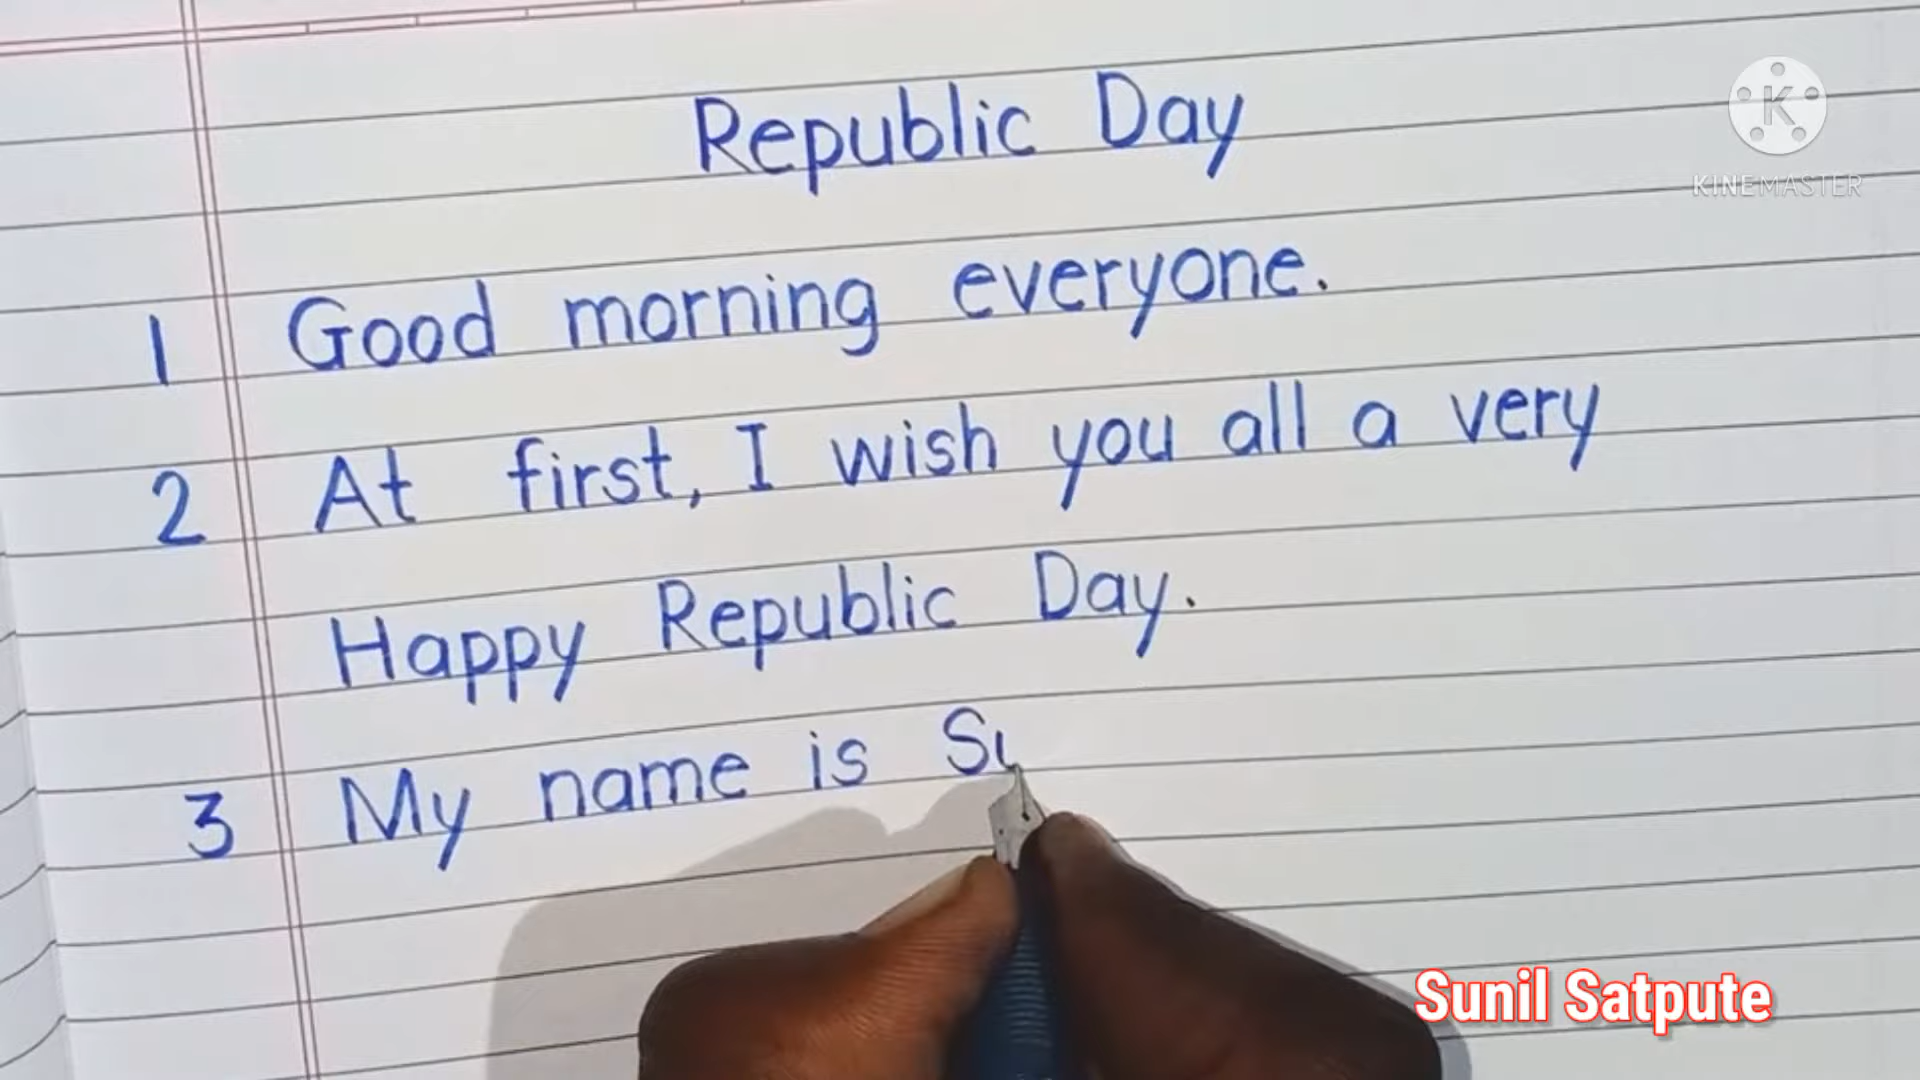 Republic Day
KINEMASTER
1 Good morning everyone.
2 At first, I wish you all a very
Happy Republic Day.
3 My name is Su
Sunil Satpute